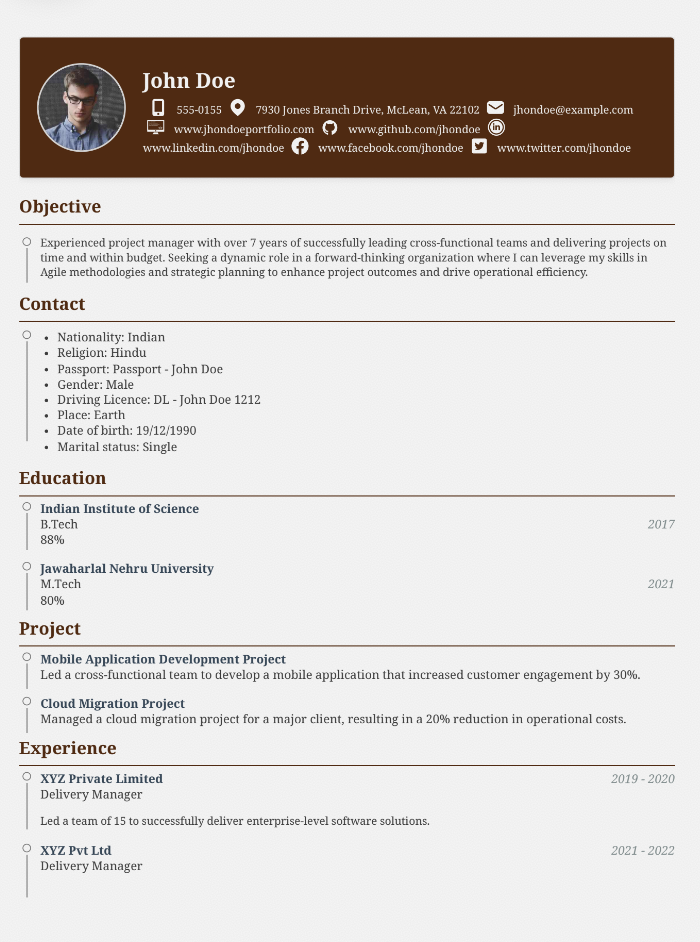 John Doe
555-0155 7930 Jones Branch Drive, McLean, VA 22102 jhondoe@example.com
www.jhondoeportfolio.com www.github.com/jhondoe
www.linkedin.com/jhondoe www.facebook.com/jhondoe www.twitter.com/jhondoe
Objective
Experienced project manager with over 7 years of successfully leading cross-functional teams and delivering projects on
time and within budget. Seeking a dynamic role in a forward-thinking organization where I can leverage my skills in
Agile methodologies and strategic planning to enhance project outcomes and drive operational efficiency.
Contact
• Nationality: Indian
• Religion: Hindu
• Passport: Passport - John Doe
• Gender: Male
• Driving Licence: DL - John Doe 1212
• Place: Earth
• Date of birth: 19/12/1990
• Marital status: Single
Education
Indian Institute of Science
B.Tech 2017
88%
Jawaharlal Nehru University
M.Tech 2021
80%
Project
Mobile Application Development Project
Led a cross-functional team to develop a mobile application that increased customer engagement by 30%.
Cloud Migration Project
Managed a cloud migration project for a major client, resulting in a 20% reduction in operational costs.
Experience
XYZ Private Limited 2019 - 2020
Delivery Manager
Led a team of 15 to successfully deliver enterprise-level software solutions.
XYZ Pvt Ltd 2021 - 2022
Delivery Manager